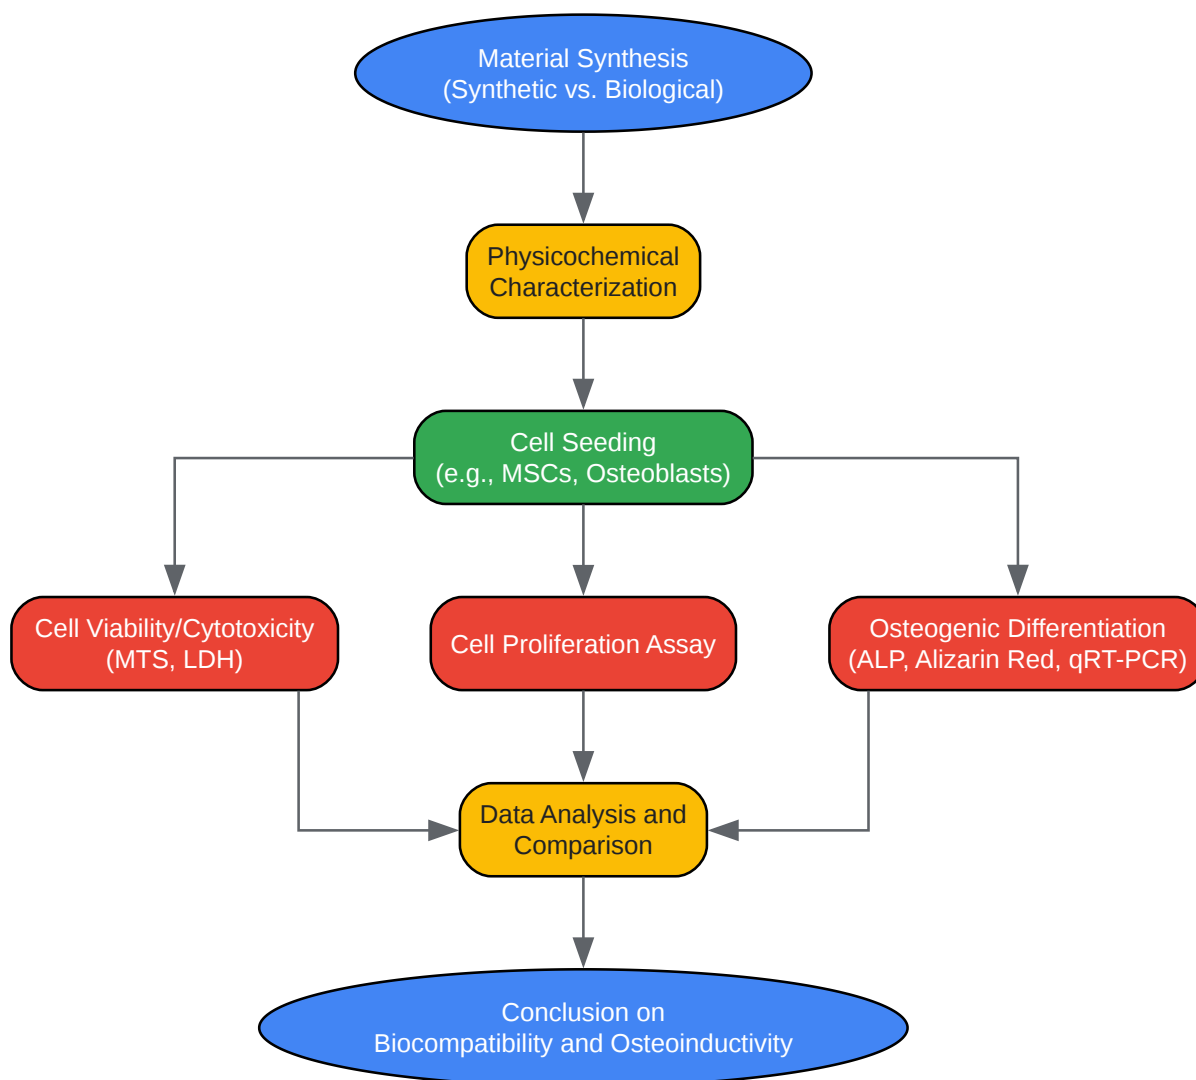 Material Synthesis
(Synthetic vs. Biological)
Physicochemical
Characterization
Cell Seeding
(e.g., MSCs, Osteoblasts)
Cell Viability/Cytotoxicity
(MTS, LDH)
Cell Proliferation Assay
Osteogenic Differentiation
(ALP, Alizarin Red, qRT-PCR)
Data Analysis and
Comparison
Conclusion on
Biocompatibility and Osteoinductivity